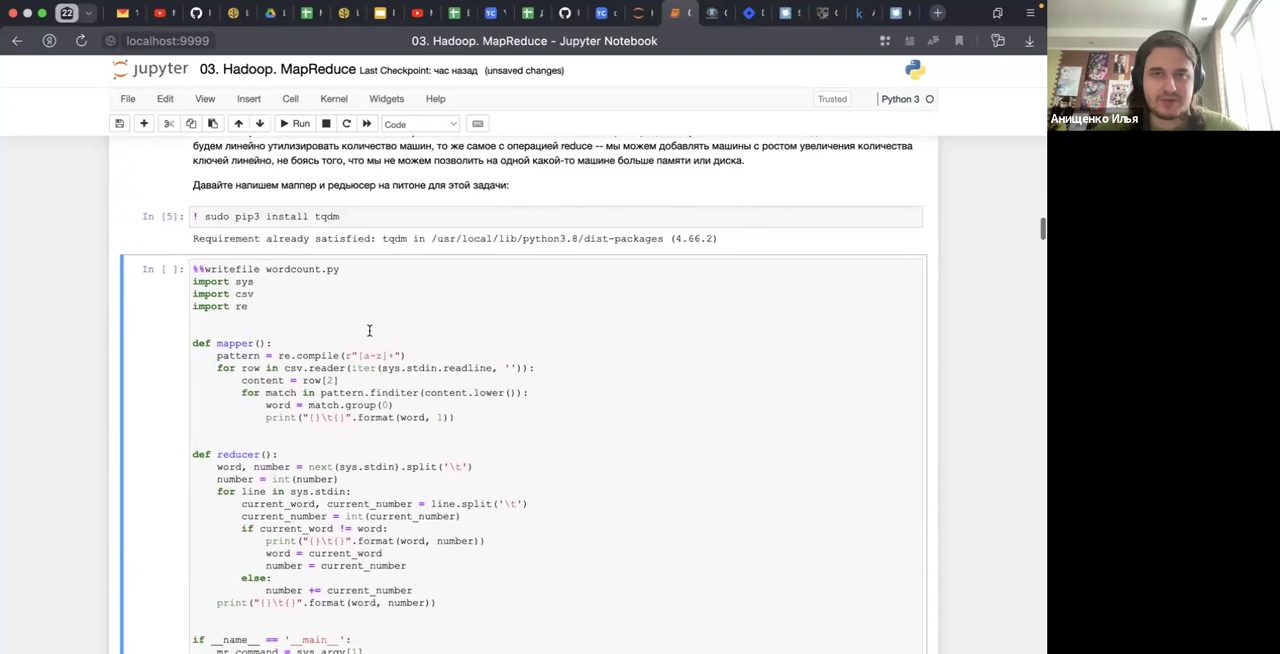 22
localhost:9999
03. Hadoop. MapReduce - Jupyter Notebook
jupyter 03. Hadoop. MapReduce Last Checkpoint: час назад (unsaved changes)
File Edit View Insert Cell Kernel Widgets Help
Trusted Python 3
Run Code
будем линейно утилизировать количество машин, то же самое с операцией reduce -- мы можем добавлять машины с ростом увеличения количества
ключей линейно, не боясь того, что мы не можем позволить на одной какой-то машине больше памяти или диска.
Давайте напишем маппер и редьюсер на питоне для этой задачи:
In [5]: ! sudo pip3 install tqdm
Requirement already satisfied: tqdm in /usr/local/lib/python3.8/dist-packages (4.66.2)
In [ ]: %%writefile wordcount.py
import sys
import csv
import re
def mapper():
pattern = re.compile(r"[a-z]+")
for row in csv.reader(iter(sys.stdin.readline, '')):
content = row[2]
for match in pattern.finditer(content.lower()):
word = match.group(0)
print("{}\t{}".format(word, 1))
def reducer():
word, number = next(sys.stdin).split('\t')
number = int(number)
for line in sys.stdin:
current_word, current_number = line.split('\t')
current_number = int(current_number)
if current_word != word:
print("{}\t{}".format(word, number))
word = current_word
number = current_number
else:
number += current_number
print("{}\t{}".format(word, number))
if __name__ == '__main__':
mr_command = sys.argv[1]
Анищенко Илья